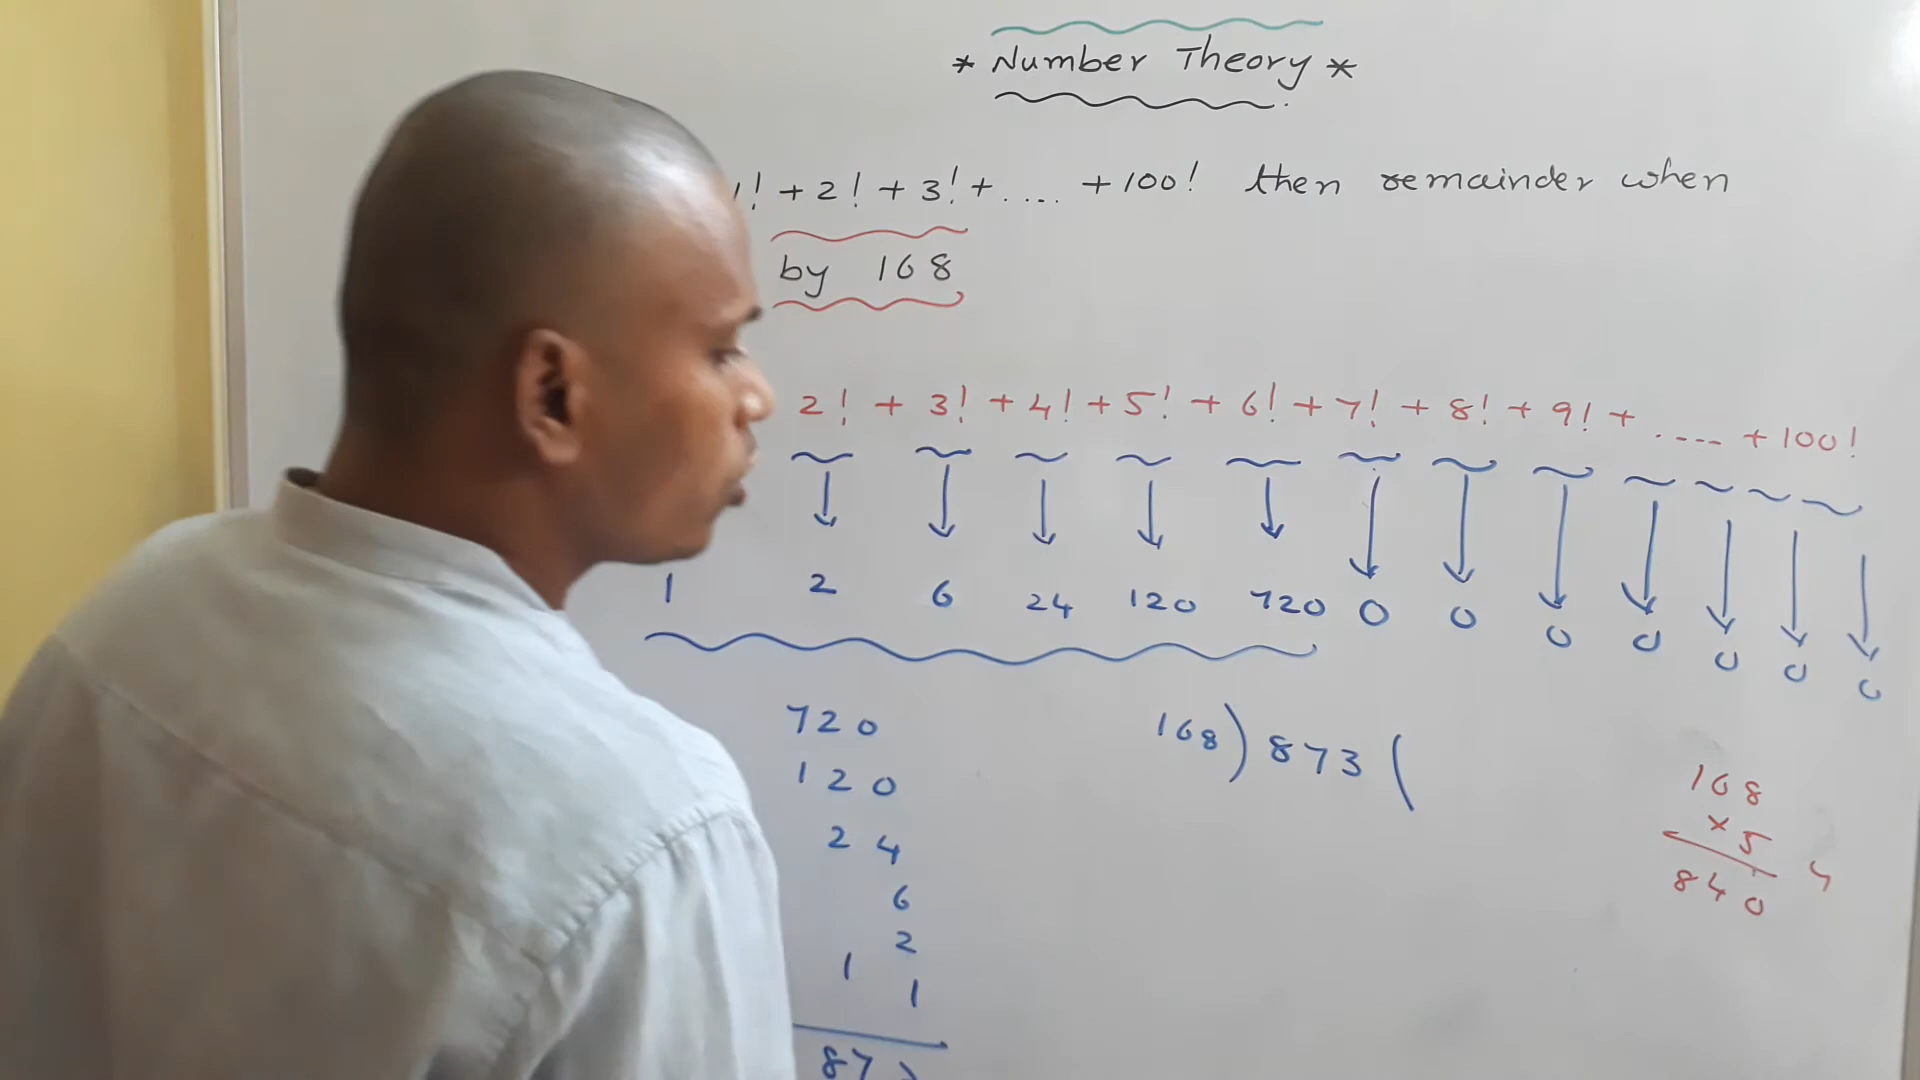 * Number Theory *
1! + 2! + 3! + .... + 100! then remainder when
by 168
2! + 3! + 4! + 5! + 6! + 7! + 8! + 9! + .... + 100!
1 2 6 24 120 720 0 0 0 0 0 0 0
720
120
24
6
2
1
1
873
168 ) 873 (
168
× 5
840
4